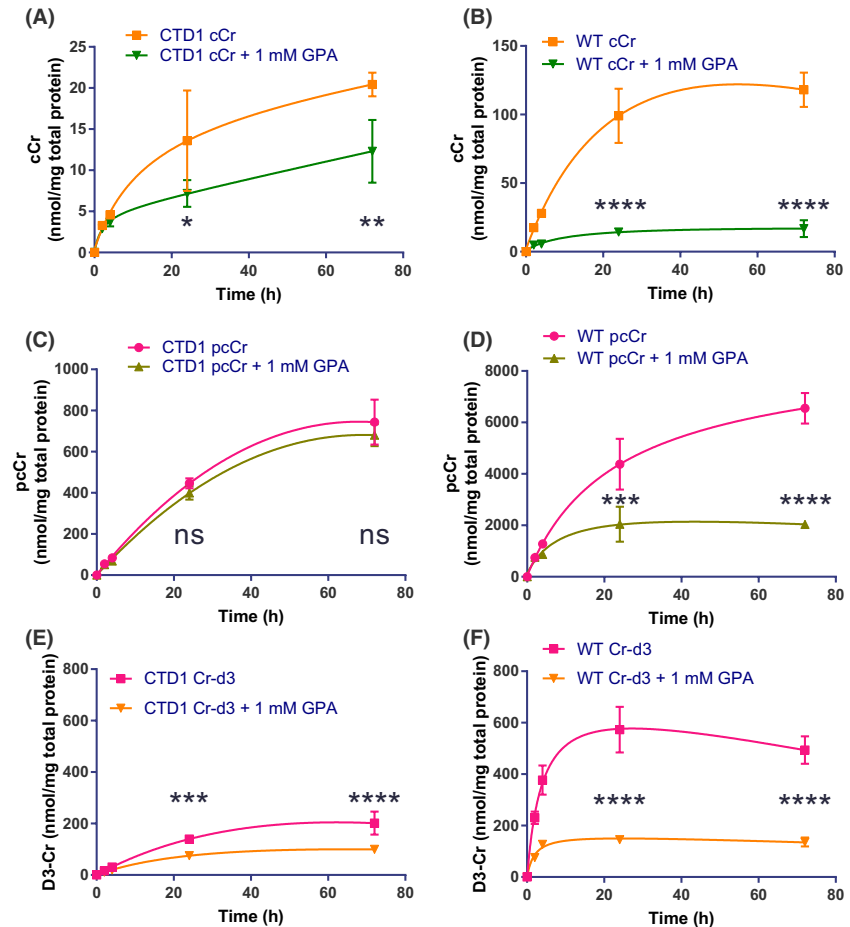 (A)
CTD1 cCr
CTD1 cCr + 1 mM GPA
cCr
(nmol/mg total protein)
25
20
15
10
5
0
*
**
0
20
40
60
80
Time (h)
(B)
WT cCr
WT cCr + 1 mM GPA
cCr
(nmol/mg total protein)
150
100
50
0
****
****
0
20
40
60
80
Time (h)
(C)
CTD1 pcCr
CTD1 pcCr + 1 mM GPA
pcCr
(nmol/mg total protein)
1000
800
600
400
200
0
ns
ns
0
20
40
60
80
Time (h)
(D)
WT pcCr
WT pcCr + 1 mM GPA
pcCr
(nmol/mg total protein)
8000
6000
4000
2000
0
***
****
0
20
40
60
80
Time (h)
(E)
CTD1 Cr-d3
CTD1 Cr-d3 + 1 mM GPA
D3-Cr (nmol/mg total protein)
800
600
400
200
0
***
****
0
20
40
60
80
Time (h)
(F)
WT Cr-d3
WT Cr-d3 + 1 mM GPA
D3-Cr (nmol/mg total protein)
800
600
400
200
0
****
****
0
20
40
60
80
Time (h)